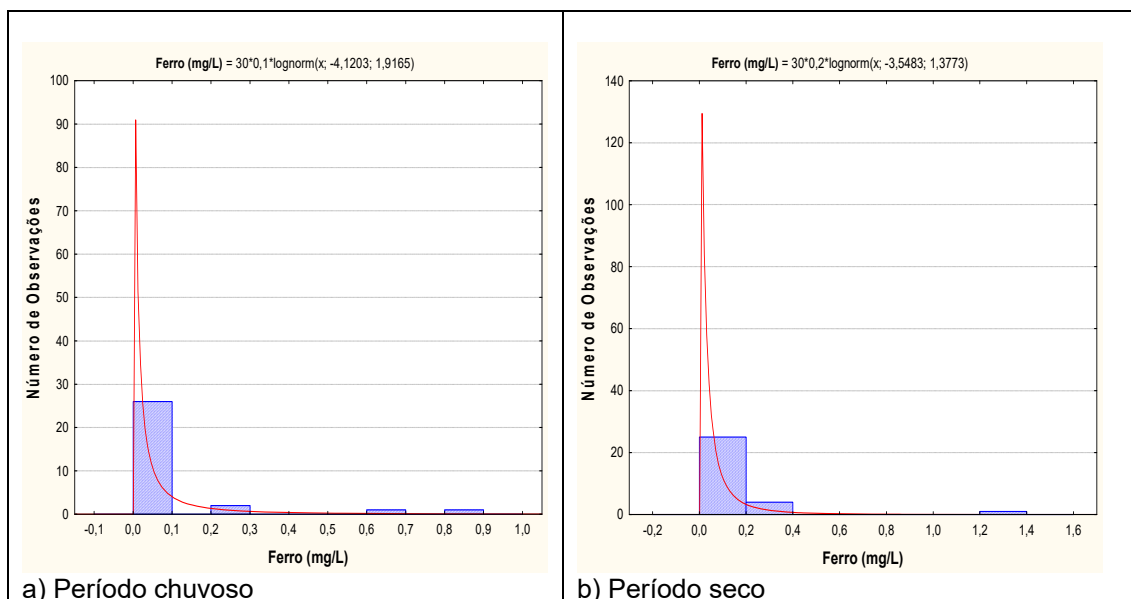 Ferro (mg/L) = 30*0,1*lognorm(x; -4,1203; 1,9165)
100
90
80
70
60
50
40
30
20
10
0
Número de Observações
-0,1 0,0 0,1 0,2 0,3 0,4 0,5 0,6 0,7 0,8 0,9 1,0
Ferro (mg/L)
a) Período chuvoso
Ferro (mg/L) = 30*0,2*lognorm(x; -3,5483; 1,3773)
140
120
100
80
60
40
20
0
Número de Observações
-0,2 0,0 0,2 0,4 0,6 0,8 1,0 1,2 1,4 1,6
Ferro (mg/L)
b) Período seco